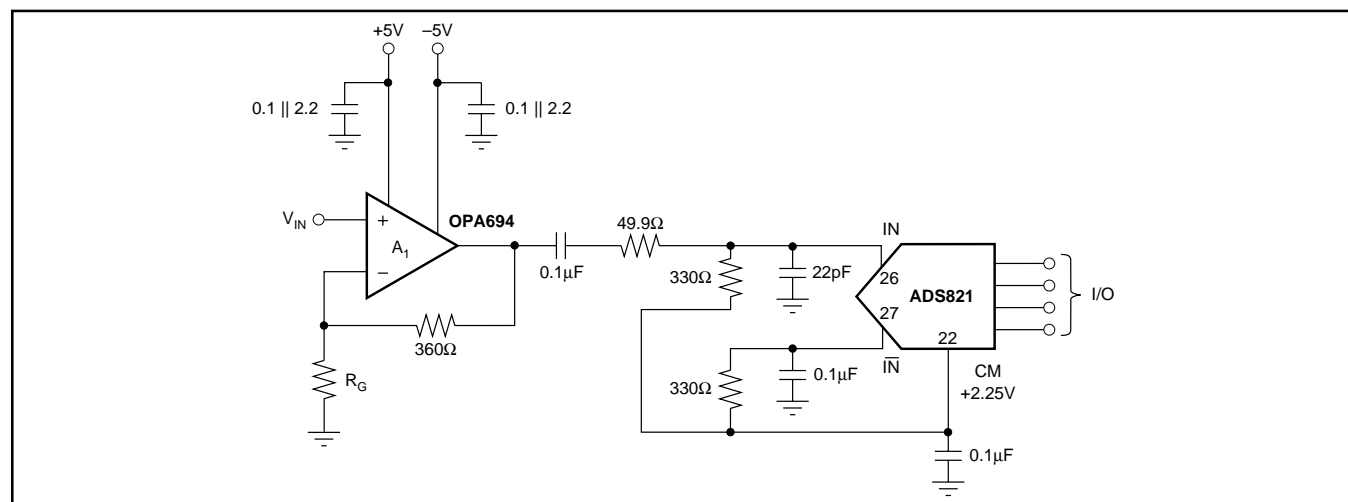 +5V
–5V
0.1 || 2.2
0.1 || 2.2
V_IN
+
A_1
–
OPA694
360Ω
R_G
0.1μF
49.9Ω
330Ω
22pF
IN
26
ADS821
27
22
I/O
I̅N̅
330Ω
0.1μF
CM
+2.25V
0.1μF